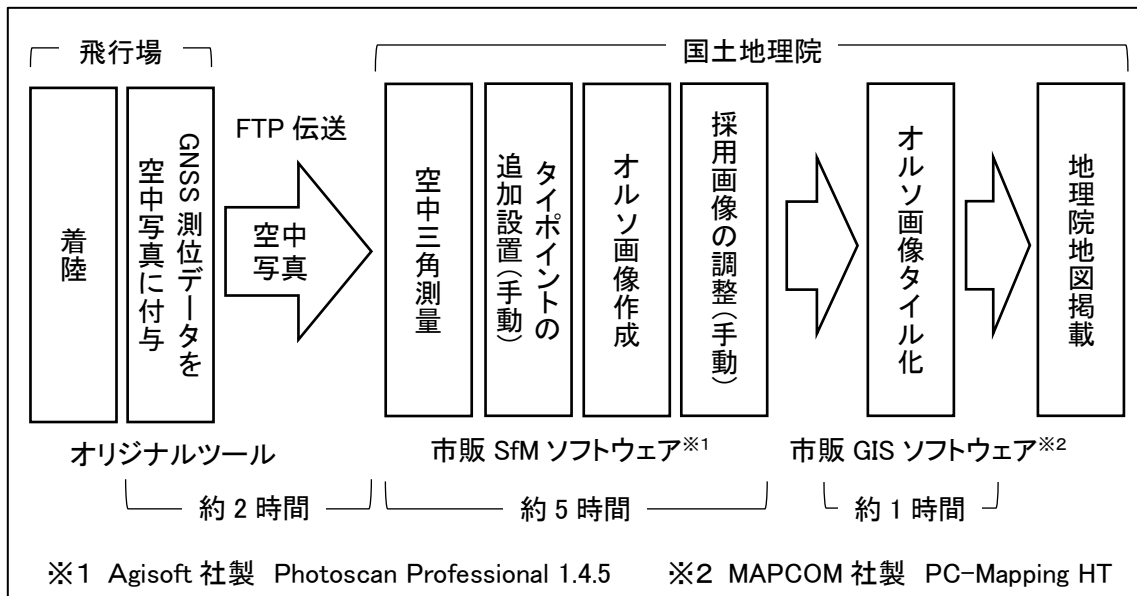 飛行場
国土地理院
着陸
GNSS 測位データを
空中写真に付与
FTP 伝送
空中
写真
空中三角測量
タイポイントの
追加設置(手動)
オルソ画像作成
採用画像の調整(手動)
オルソ画像タイル化
地理院地図掲載
オリジナルツール
市販 SfM ソフトウェア※1
市販 GIS ソフトウェア※2
約 2 時間
約 5 時間
約 1 時間
※1 Agisoft 社製 Photoscan Professional 1.4.5
※2 MAPCOM 社製 PC-Mapping HT